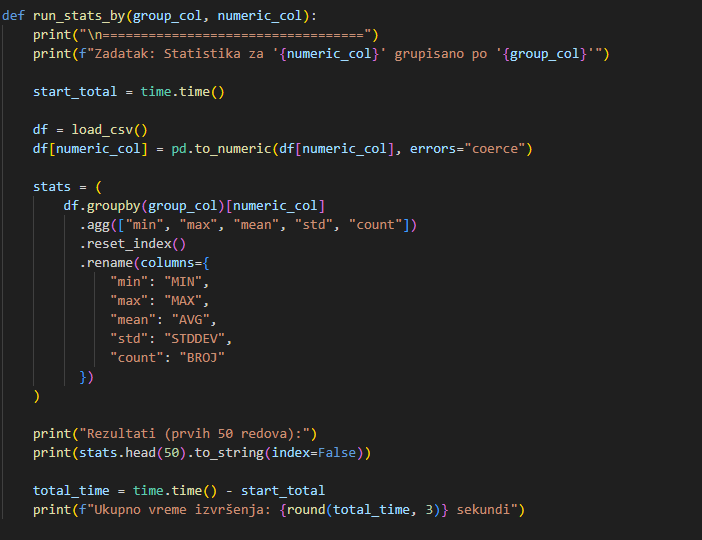 def run_stats_by(group_col, numeric_col):
    print("\n=================================")
    print(f"Zadatak: Statistika za '{numeric_col}' grupisano po '{group_col}'")
    start_total = time.time()
    df = load_csv()
    df[numeric_col] = pd.to_numeric(df[numeric_col], errors="coerce")
    stats = (
        df.groupby(group_col)[numeric_col]
          .agg(["min", "max", "mean", "std", "count"])
          .reset_index()
          .rename(columns={
              "min": "MIN",
              "max": "MAX",
              "mean": "AVG",
              "std": "STDDEV",
              "count": "BROJ"
          })
    )
    print("Rezultati (prvih 50 redova):")
    print(stats.head(50).to_string(index=False))
    total_time = time.time() - start_total
    print(f"Ukupno vreme izvršenja: {round(total_time, 3)} sekundi")